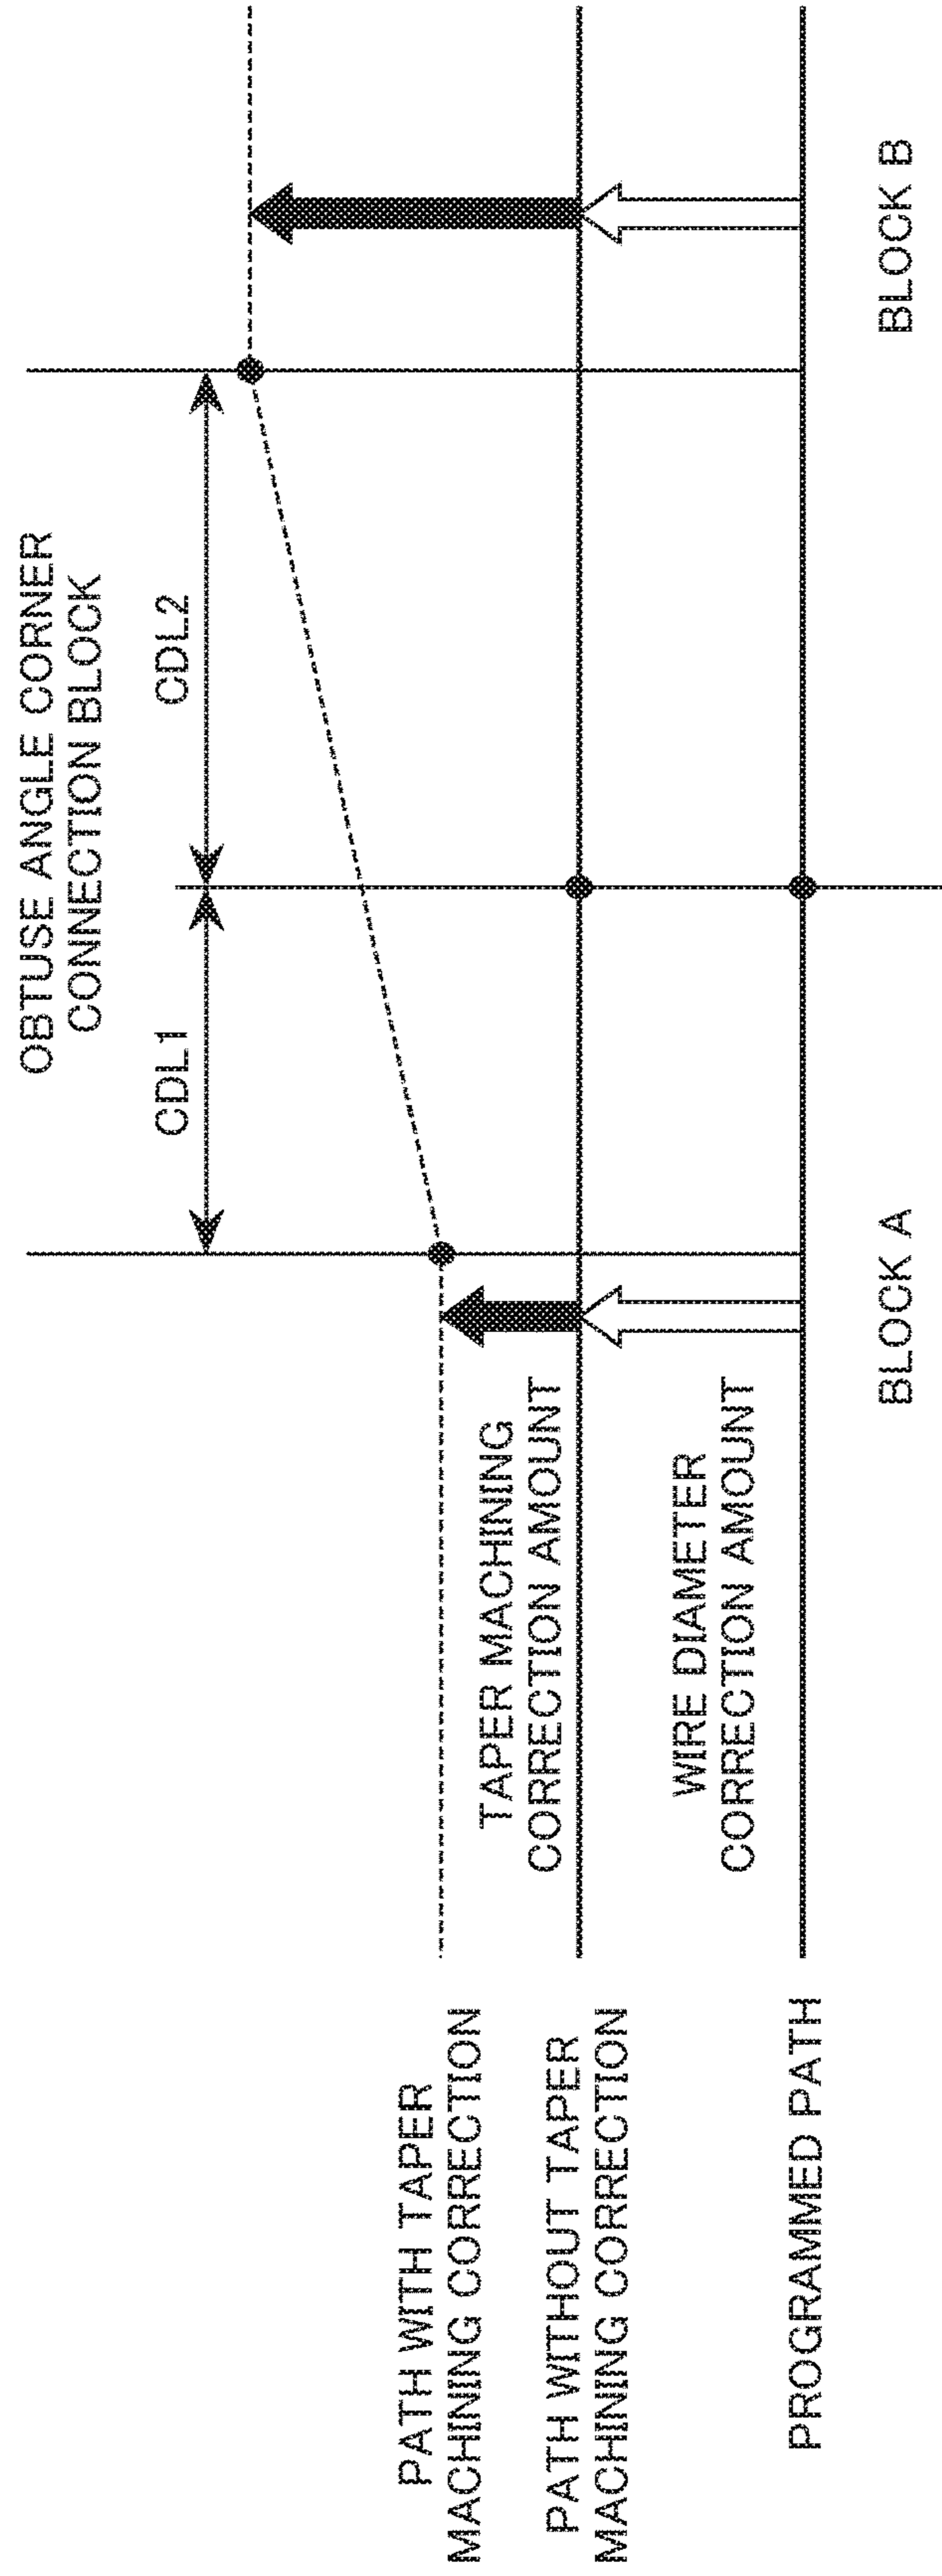 OBTUSE ANGLE CORNER
CONNECTION BLOCK
CDL1
CDL2
PATH WITH TAPER
MACHINING CORRECTION
TAPER MACHINING
CORRECTION AMOUNT
PATH WITHOUT TAPER
MACHINING CORRECTION
WIRE DIAMETER
CORRECTION AMOUNT
PROGRAMMED PATH
BLOCK A
BLOCK B